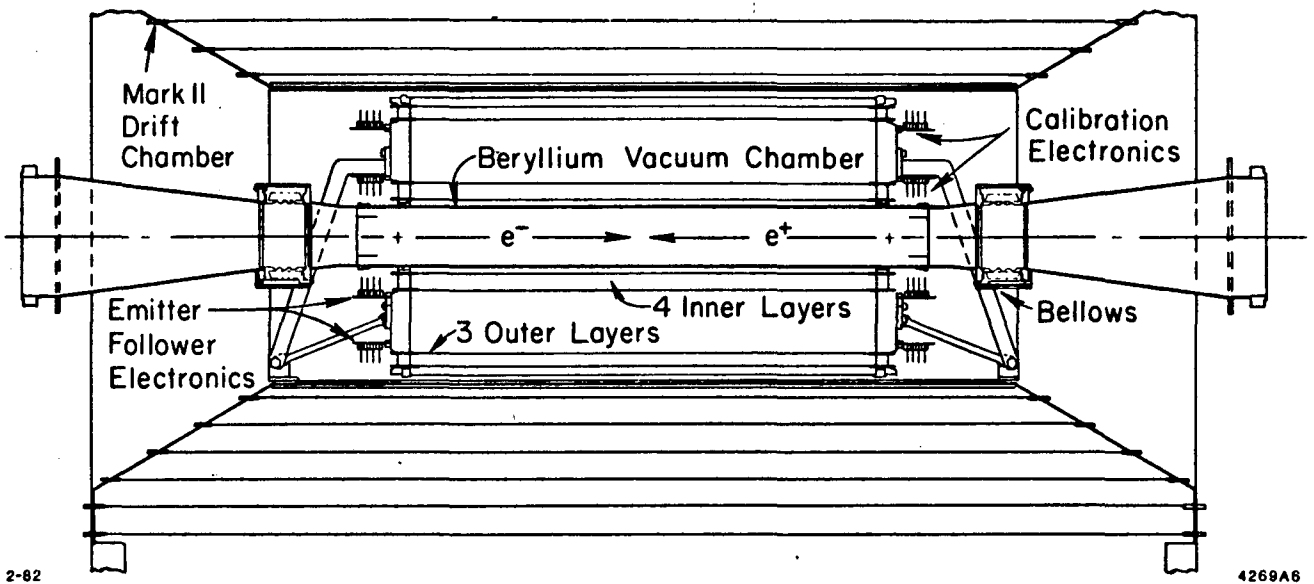 Mark II
Drift
Chamber
Calibration
Electronics
Beryllium Vacuum Chamber
e⁻
e⁺
Emitter
Follower
Electronics
4 Inner Layers
3 Outer Layers
Bellows
2-82
4269A6